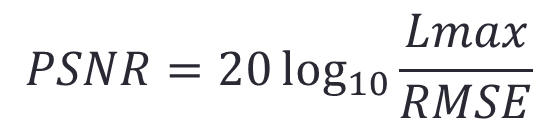 PSNR = 20 log₁₀ Lmax / RMSE